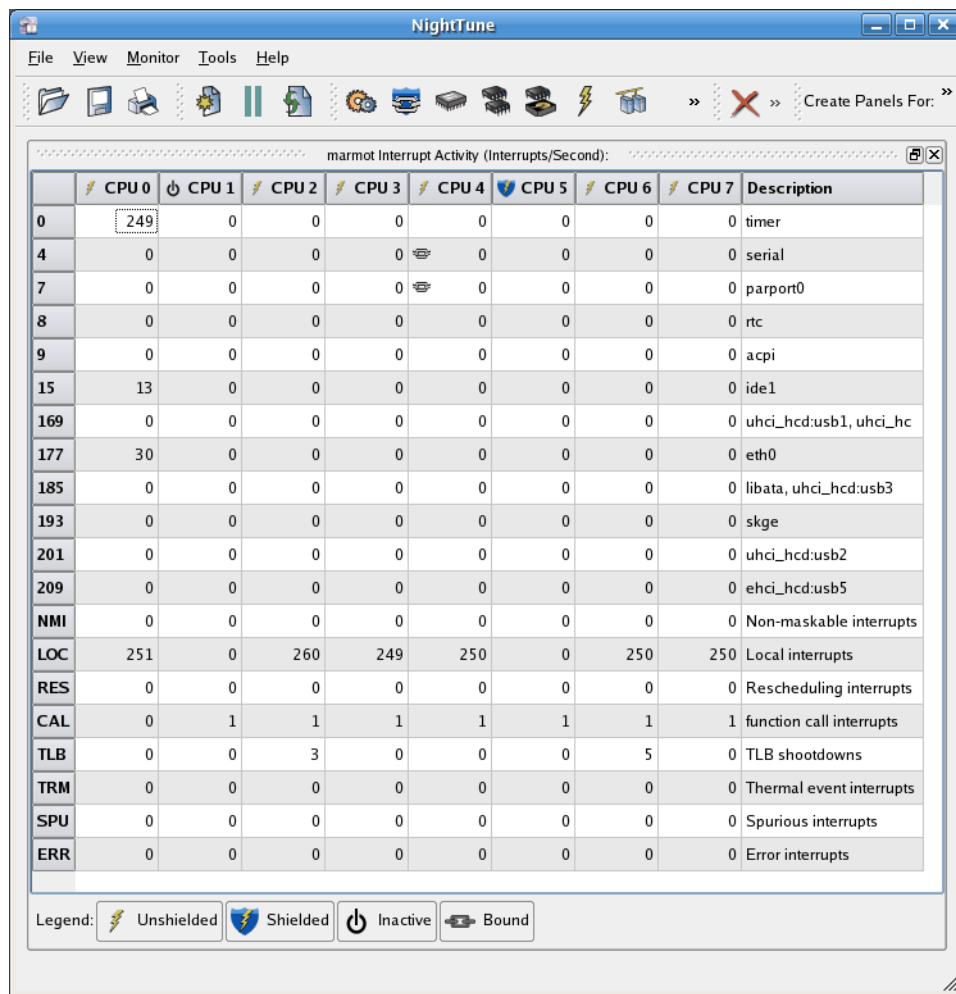 NightTune
File View Monitor Tools Help
» » Create Panels For: »
marmot Interrupt Activity (Interrupts/Second):
CPU 0 CPU 1 CPU 2 CPU 3 CPU 4 CPU 5 CPU 6 CPU 7 Description
0 249 0 0 0 0 0 0 0 timer
4 0 0 0 0 0 0 0 0 serial
7 0 0 0 0 0 0 0 0 parport0
8 0 0 0 0 0 0 0 0 rtc
9 0 0 0 0 0 0 0 0 acpi
15 13 0 0 0 0 0 0 0 ide1
169 0 0 0 0 0 0 0 0 uhci_hcd:usb1, uhci_hc
177 30 0 0 0 0 0 0 0 eth0
185 0 0 0 0 0 0 0 0 libata, uhci_hcd:usb3
193 0 0 0 0 0 0 0 0 skge
201 0 0 0 0 0 0 0 0 uhci_hcd:usb2
209 0 0 0 0 0 0 0 0 ehci_hcd:usb5
NMI 0 0 0 0 0 0 0 0 Non-maskable interrupts
LOC 251 0 260 249 250 0 250 250 Local interrupts
RES 0 0 0 0 0 0 0 0 Rescheduling interrupts
CAL 0 1 1 1 1 1 1 1 function call interrupts
TLB 0 0 3 0 0 0 5 0 TLB shootdowns
TRM 0 0 0 0 0 0 0 0 Thermal event interrupts
SPU 0 0 0 0 0 0 0 0 Spurious interrupts
ERR 0 0 0 0 0 0 0 0 Error interrupts
Legend: Unshielded Shielded Inactive Bound